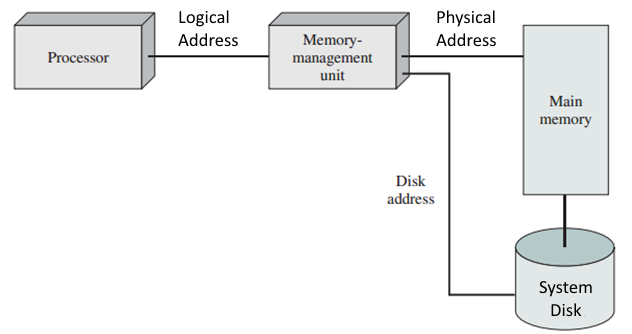 Logical
Address
Physical
Address
Processor
Memory-
management
unit
Main
memory
Disk
address
System
Disk